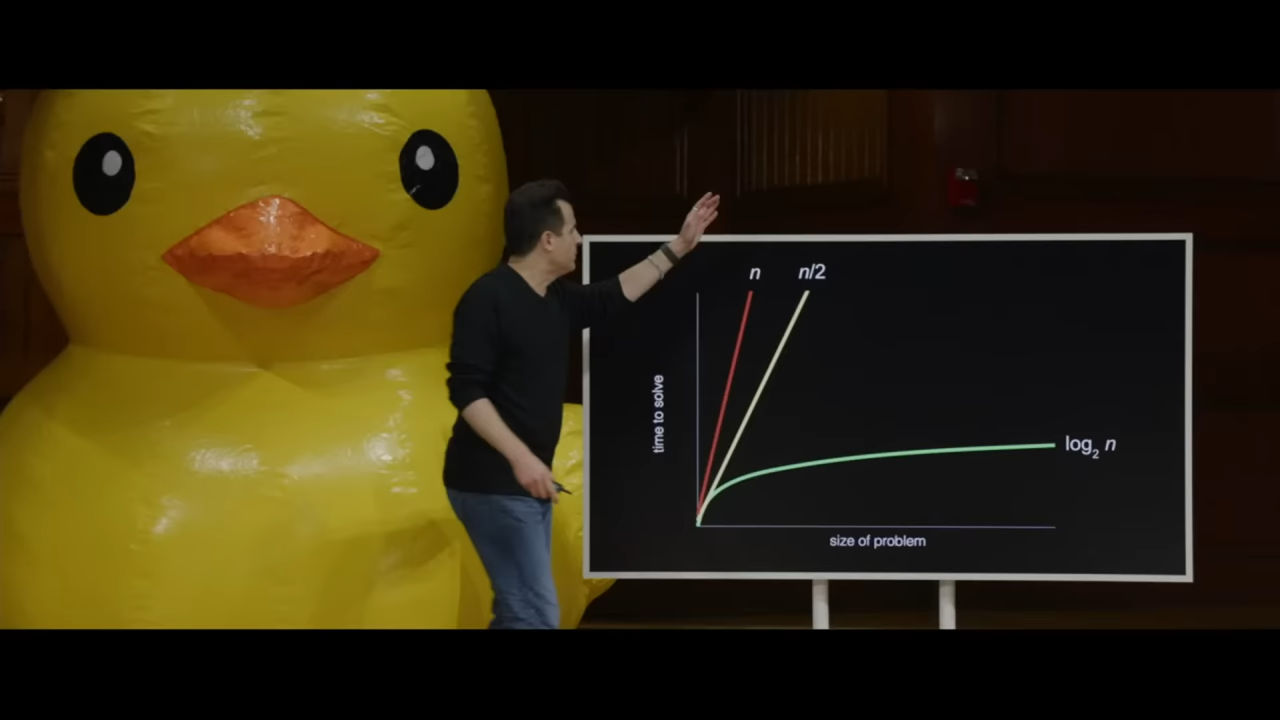 n
n/2
time to solve
log₂ n
size of problem